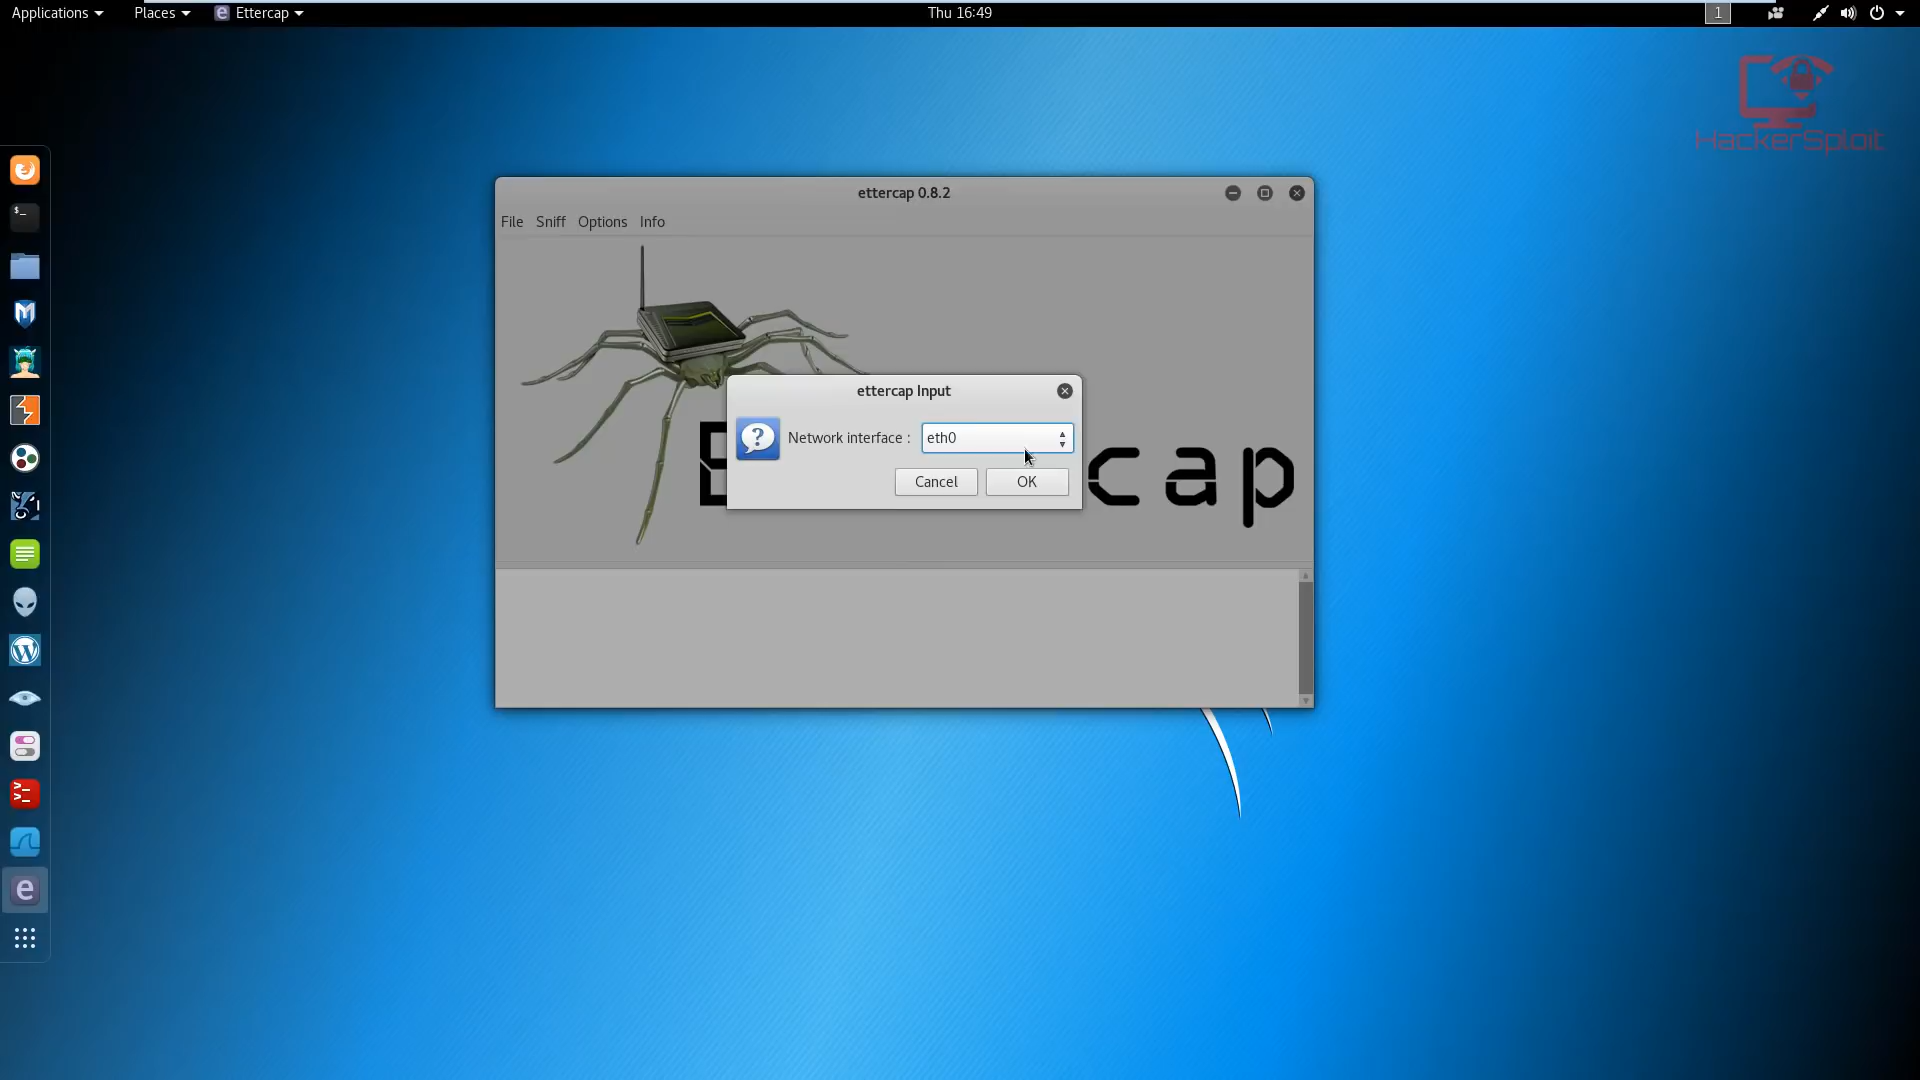 Applications Places Ettercap Thu 16:49 1
HackerSploit
ettercap 0.8.2
File Sniff Options Info
ettercap Input
Network interface : eth0
Cancel OK
E cap